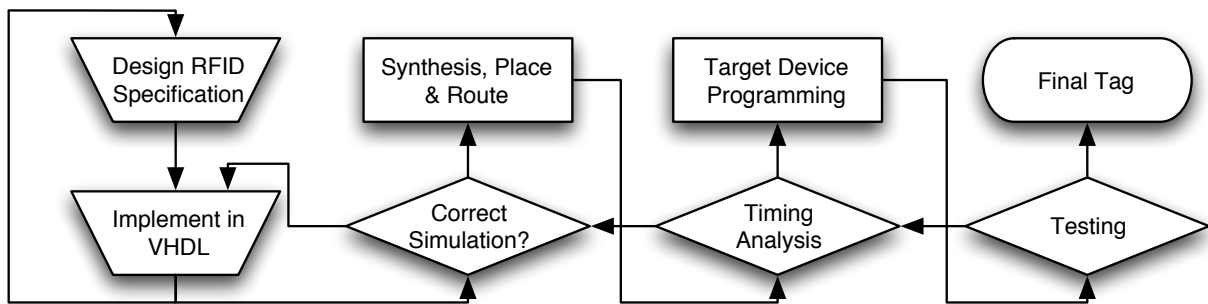 Design RFID
Specification
Synthesis, Place
& Route
Target Device
Programming
Final Tag
Implement in
VHDL
Correct
Simulation?
Timing
Analysis
Testing